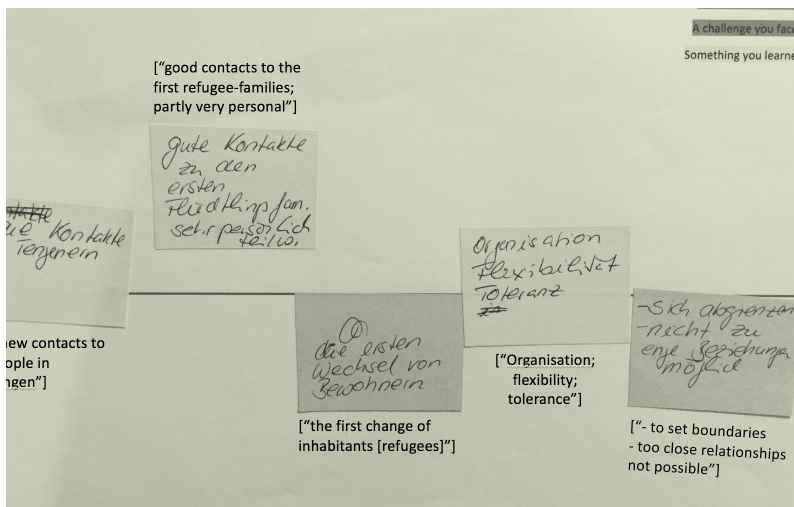 A challenge you fac
Something you learne
["good contacts to the
first refugee-families;
partly very personal"]
gute Kontakte
zu den
ersten
Flüchtlingsfam.
sehr persönlich
teilw.
Kontakte
["Organisation;
flexibility;
tolerance"]
Organisation
Flexibilität
Toleranz
die ersten
Wechsel von
Bewohnern
["the first change of
inhabitants [refugees]"]
- Sich abgrenzen
- nicht zu
enge Beziehungen
möglich
["- to set boundaries
- too close relationships
not possible"]
ew contacts to
ople in
ngen"]